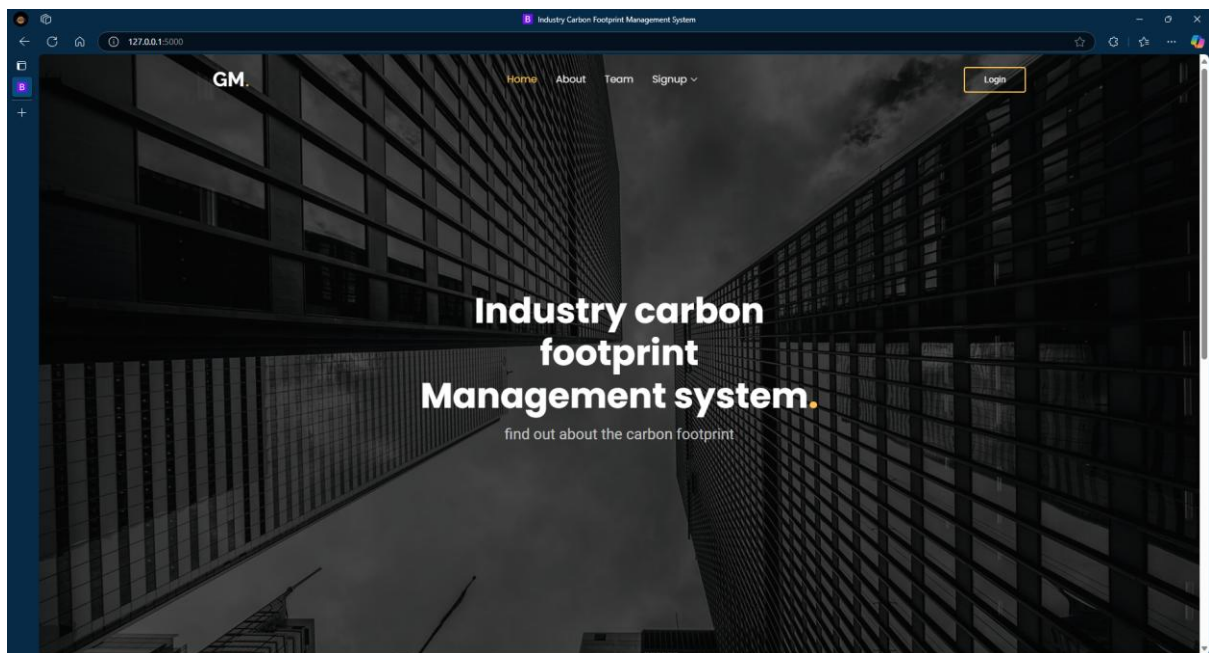 B Industry Carbon Footprint Management System
127.0.0.1:5000
B
GM.
Home About Team Signup
Login
Industry carbon
footprint
Management system.
find out about the carbon footprint